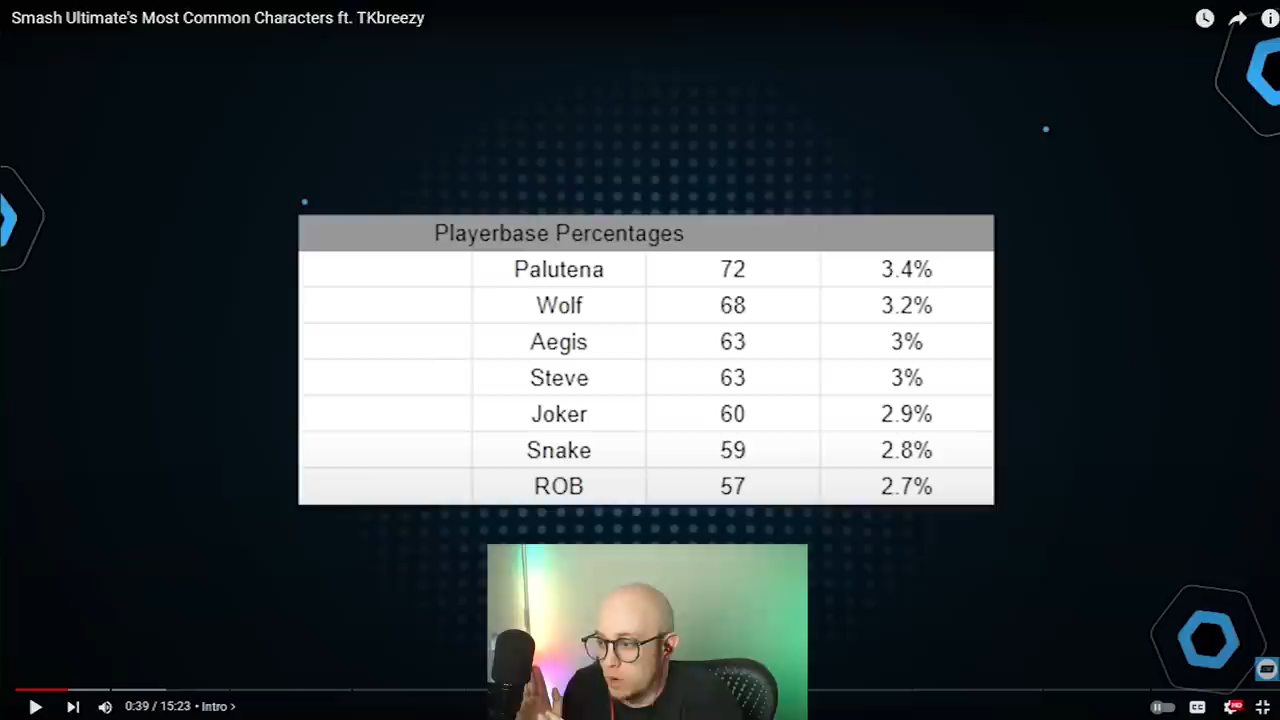 Smash Ultimate's Most Common Characters ft. TKbreezy
Playerbase Percentages
Palutena 72 3.4%
Wolf 68 3.2%
Aegis 63 3%
Steve 63 3%
Joker 60 2.9%
Snake 59 2.8%
ROB 57 2.7%
0:39 / 15:23 • Intro >
CC
HD